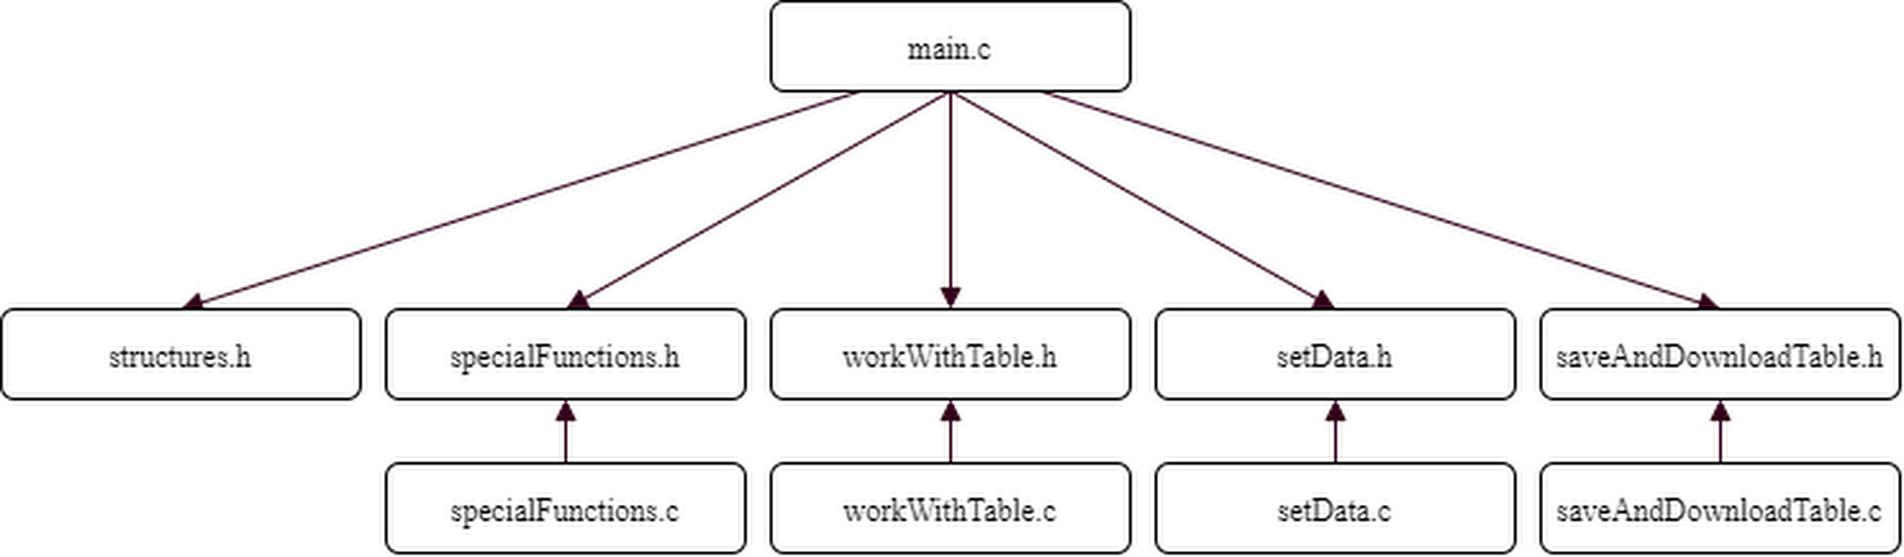 main.c
structures.h
specialFunctions.h
workWithTable.h
setData.h
saveAndDownloadTable.h
specialFunctions.c
workWithTable.c
setData.c
saveAndDownloadTable.c